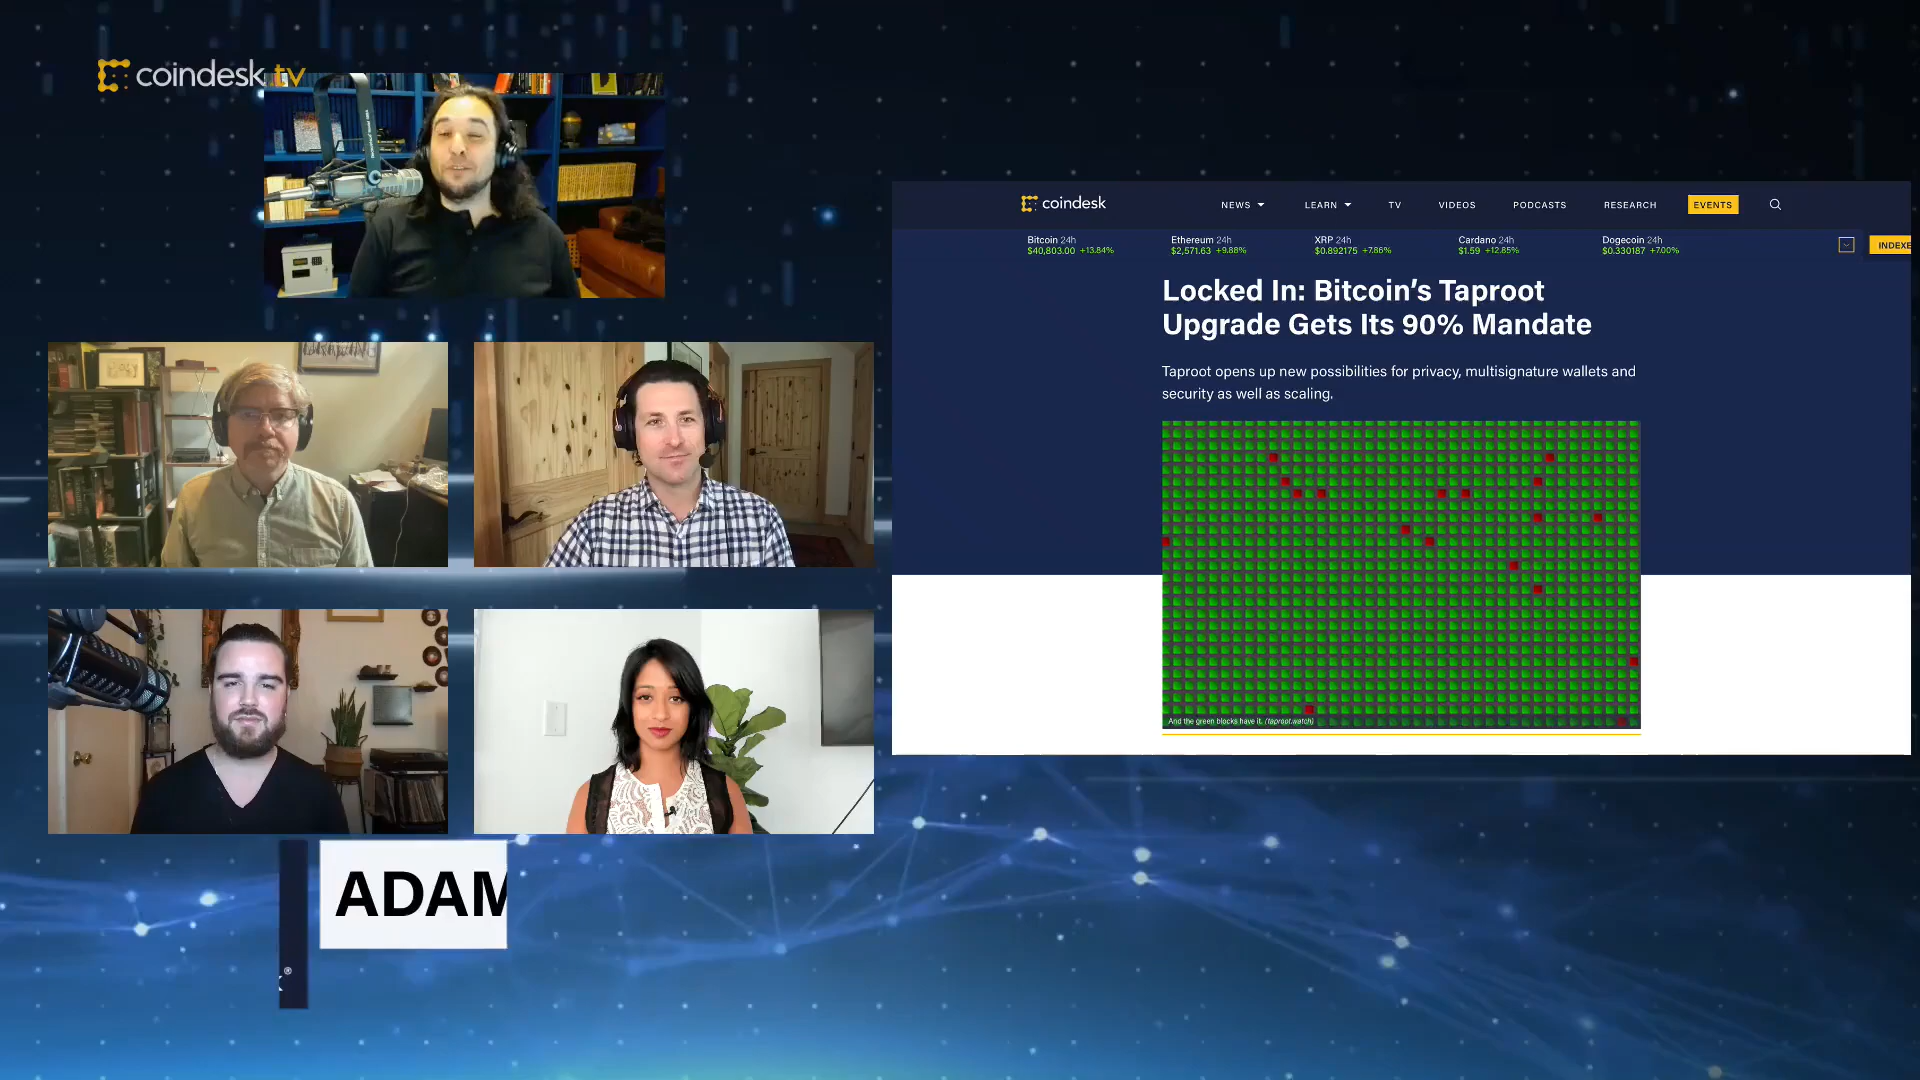 coindesk tv
coindesk
NEWS
LEARN
TV
VIDEOS
PODCASTS
RESEARCH
EVENTS
Bitcoin 24h
$40,803.00 +13.84%
Ethereum 24h
$2,571.63 +9.88%
XRP 24h
$0.892175 +7.86%
Cardano 24h
$1.59 +12.85%
Dogecoin 24h
$0.330187 +7.00%
INDEXE
Locked In: Bitcoin’s Taproot
Upgrade Gets Its 90% Mandate
Taproot opens up new possibilities for privacy, multisignature wallets and
security as well as scaling.
And the green blocks have it. (taproot.watch)
ADAM